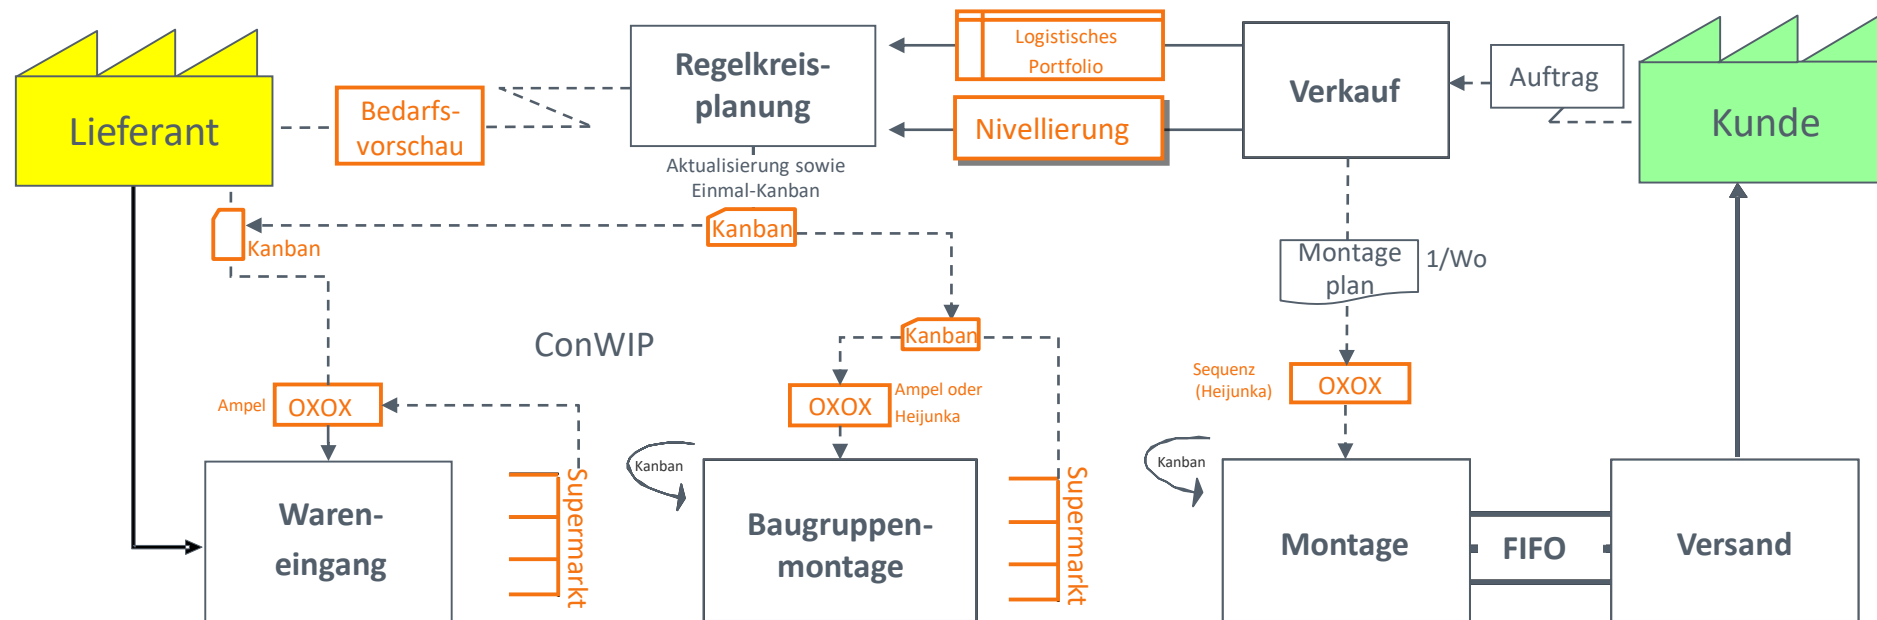 Lieferant
Bedarfs-
vorschau
Regelkreis-
planung
Logistisches
Portfolio
Nivellierung
Verkauf
Auftrag
Kunde
Aktualisierung sowie
Einmal-Kanban
Kanban
Kanban
Montage
plan
1/Wo
ConWIP
Kanban
Ampel
OXOX
OXOX
Ampel oder
Heijunka
Sequenz
(Heijunka)
OXOX
Waren-
eingang
Supermarkt
Kanban
Baugruppen-
montage
Supermarkt
Kanban
Montage
FIFO
Versand